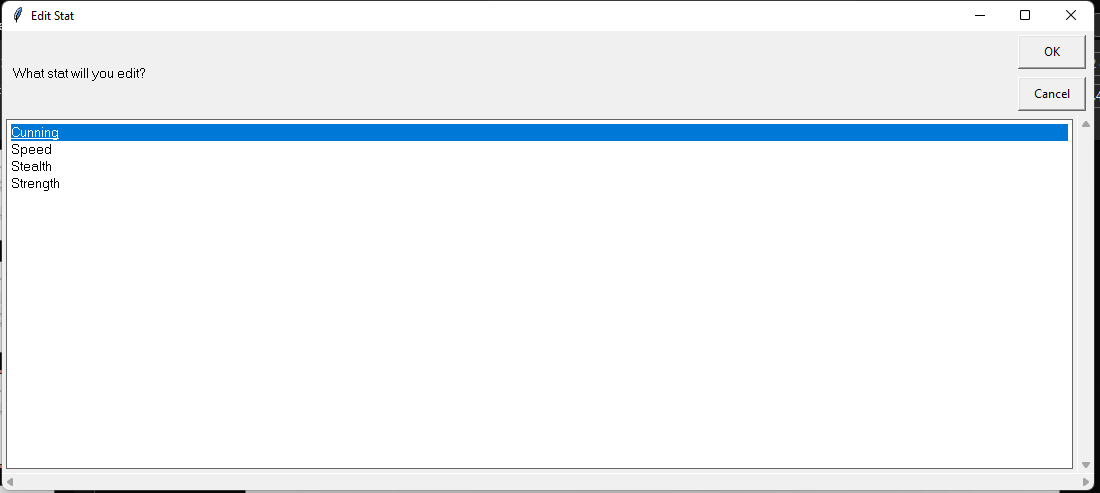 Edit Stat
What stat will you edit?
OK
Cancel
Cunning
Speed
Stealth
Strength